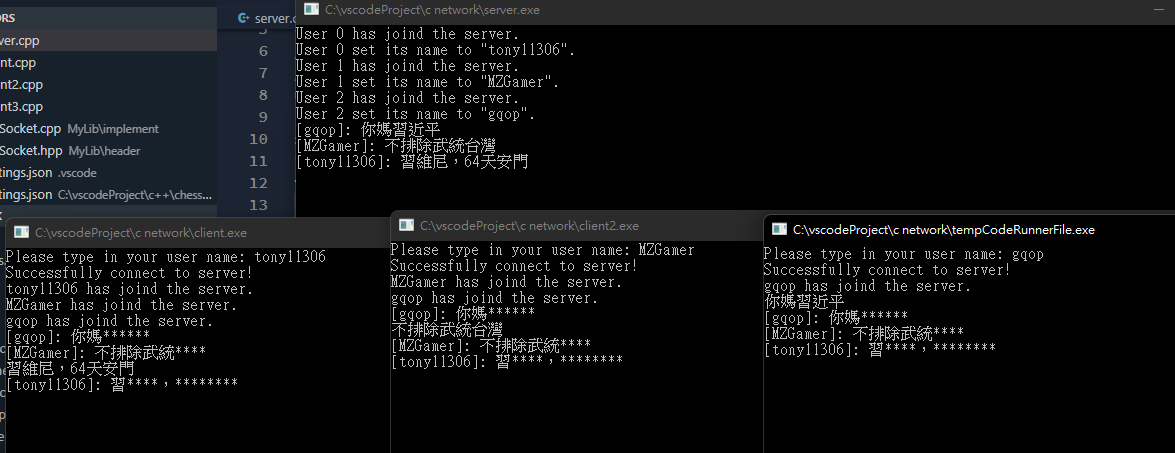 ORS
ver.cpp
nt.cpp
nt2.cpp
nt3.cpp
Socket.cpp MyLib\implement
Socket.hpp MyLib\header
tings.json .vscode
tings.json C:\vscodeProject\c++\chess...
server.c
5
6
7
8
9
10
11
12
13
C:\vscodeProject\c network\server.exe
User 0 has joind the server.
User 0 set its name to "tony11306".
User 1 has joind the server.
User 1 set its name to "MZGamer".
User 2 has joind the server.
User 2 set its name to "gqop".
[gqop]: 你媽習近平
[MZGamer]: 不排除武統台灣
[tony11306]: 習維尼，64天安門
C:\vscodeProject\c network\client.exe
Please type in your user name: tony11306
Successfully connect to server!
tony11306 has joind the server.
MZGamer has joind the server.
gqop has joind the server.
[gqop]: 你媽******
[MZGamer]: 不排除武統****
習維尼，64天安門
[tony11306]: 習****，********
C:\vscodeProject\c network\client2.exe
Please type in your user name: MZGamer
Successfully connect to server!
MZGamer has joind the server.
gqop has joind the server.
[gqop]: 你媽******
不排除武統台灣
[MZGamer]: 不排除武統****
[tony11306]: 習****，********
C:\vscodeProject\c network\tempCodeRunnerFile.exe
Please type in your user name: gqop
Successfully connect to server!
gqop has joind the server.
你媽習近平
[gqop]: 你媽******
[MZGamer]: 不排除武統****
[tony11306]: 習****，********